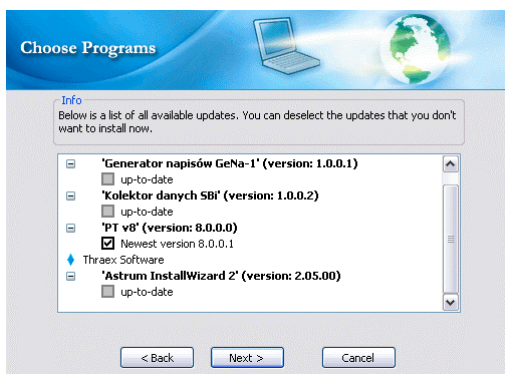 Choose Programs
Info
Below is a list of all available updates. You can deselect the updates that you don't
want to install now.
'Generator napisów GeNa-1' (version: 1.0.0.1)
up-to-date
'Kolektor danych SBi' (version: 1.0.0.2)
up-to-date
'PT v8' (version: 8.0.0.0)
Newest version 8.0.0.1
Thraex Software
'Astrum InstallWizard 2' (version: 2.05.00)
up-to-date
< Back Next > Cancel